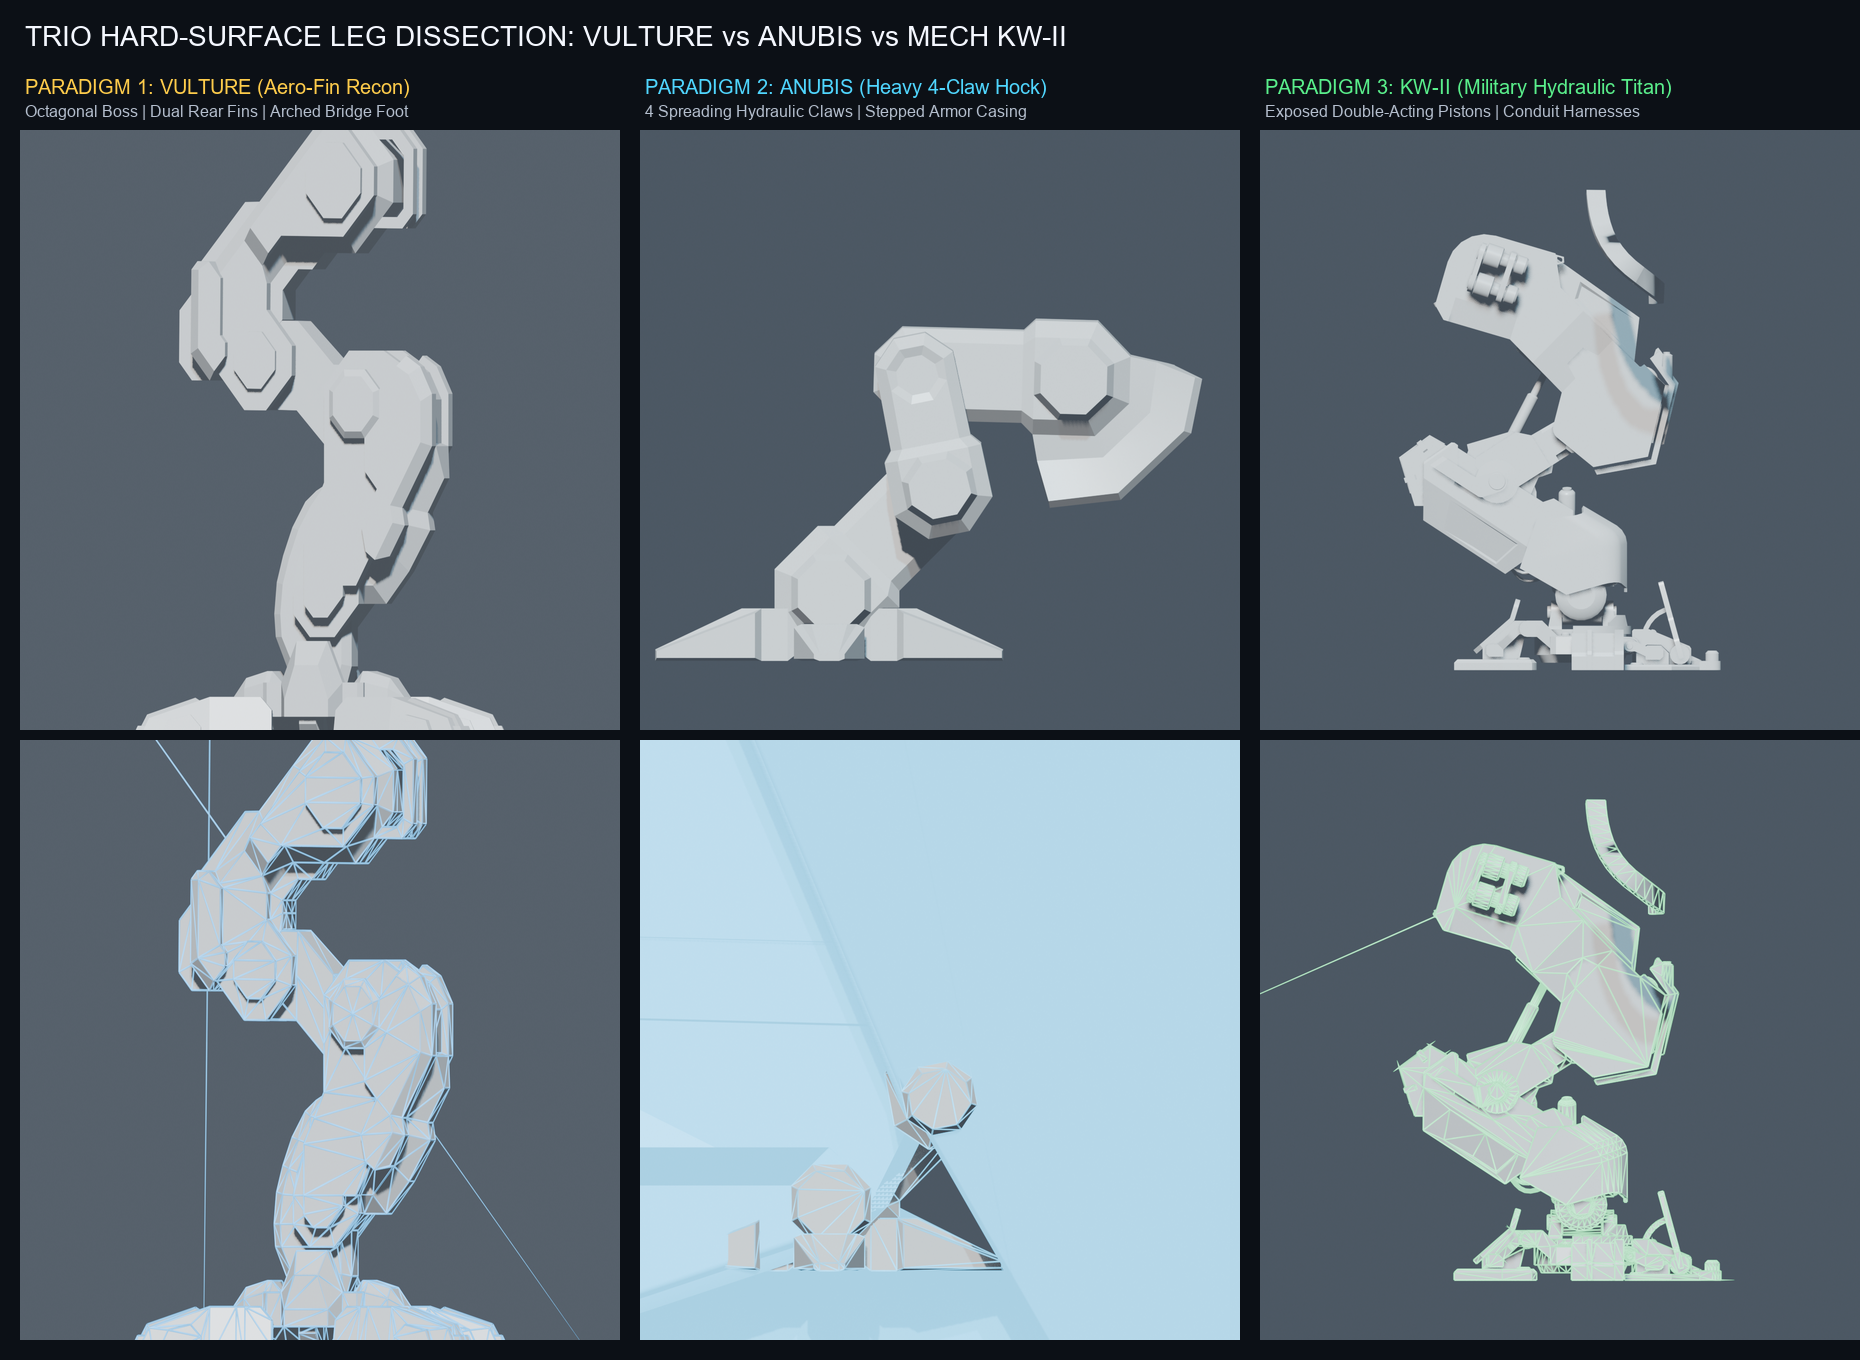 TRIO HARD-SURFACE LEG DISSECTION: VULTURE vs ANUBIS vs MECH KW-II
PARADIGM 1: VULTURE (Aero-Fin Recon)
Octagonal Boss | Dual Rear Fins | Arched Bridge Foot
PARADIGM 2: ANUBIS (Heavy 4-Claw Hock)
4 Spreading Hydraulic Claws | Stepped Armor Casing
PARADIGM 3: KW-II (Military Hydraulic Titan)
Exposed Double-Acting Pistons | Conduit Harnesses